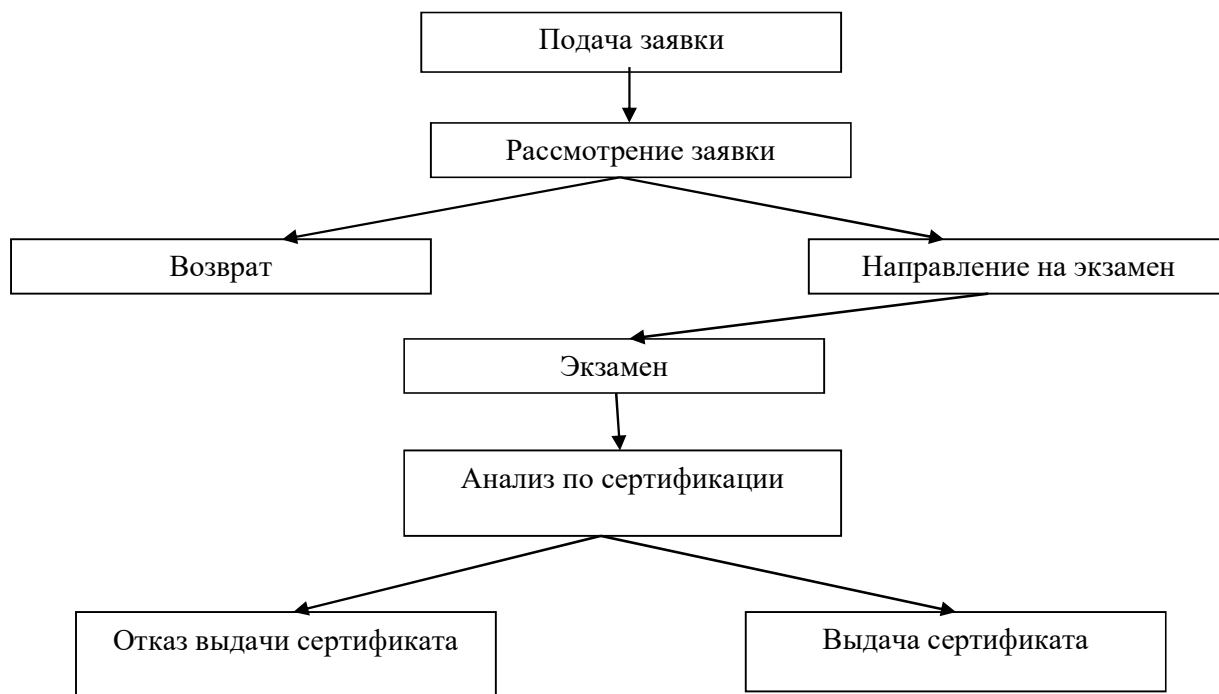 Подача заявки
Рассмотрение заявки
Возврат
Направление на экзамен
Экзамен
Анализ по сертификации
Отказ выдачи сертификата
Выдача сертификата